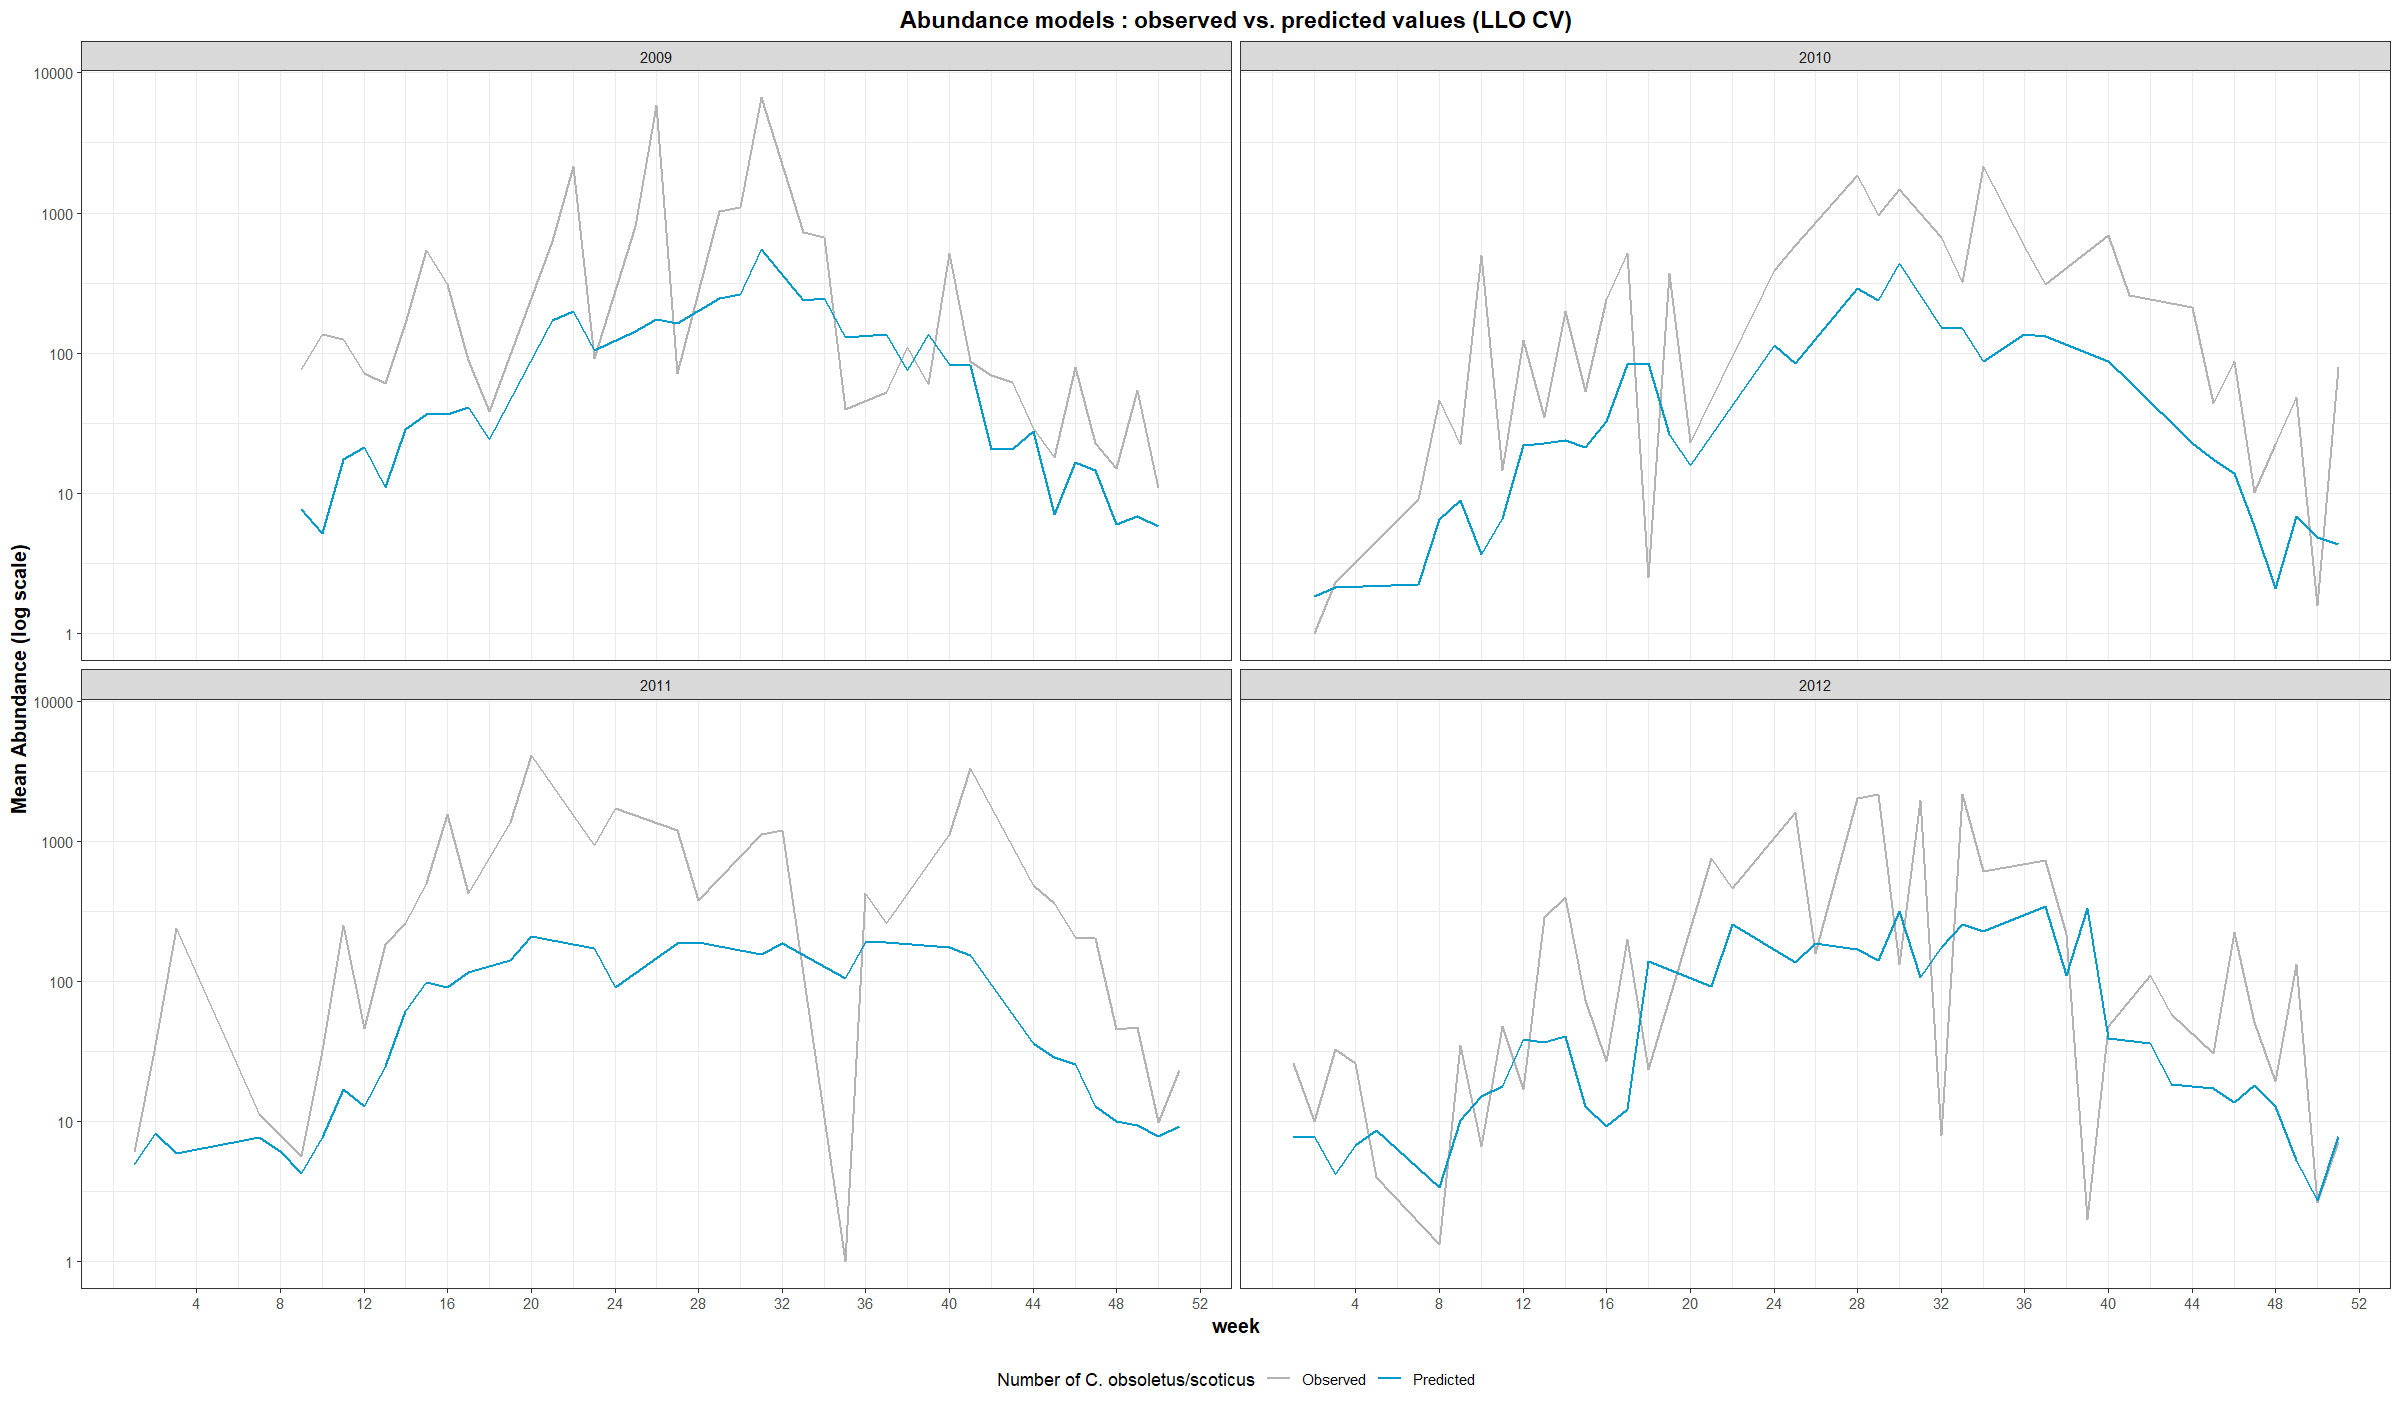 Abundance models : observed vs. predicted values (LLO CV)
2009
2010
10000
1000
100
10
1
2011
2012
10000
1000
100
10
1
Mean Abundance (log scale)
4 8 12 16 20 24 28 32 36 40 44 48 52
4 8 12 16 20 24 28 32 36 40 44 48 52
week
Number of C. obsoletus/scoticus Observed Predicted